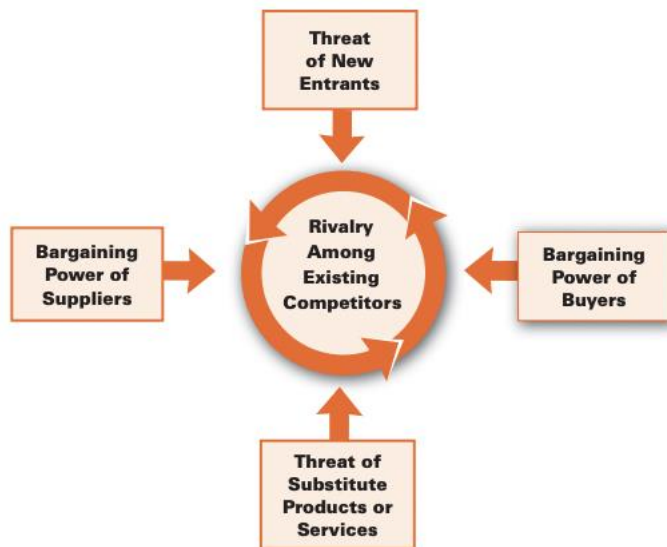 Threat
of New
Entrants
Rivalry
Among
Existing
Competitors
Bargaining
Power of
Suppliers
Bargaining
Power of
Buyers
Threat of
Substitute
Products or
Services